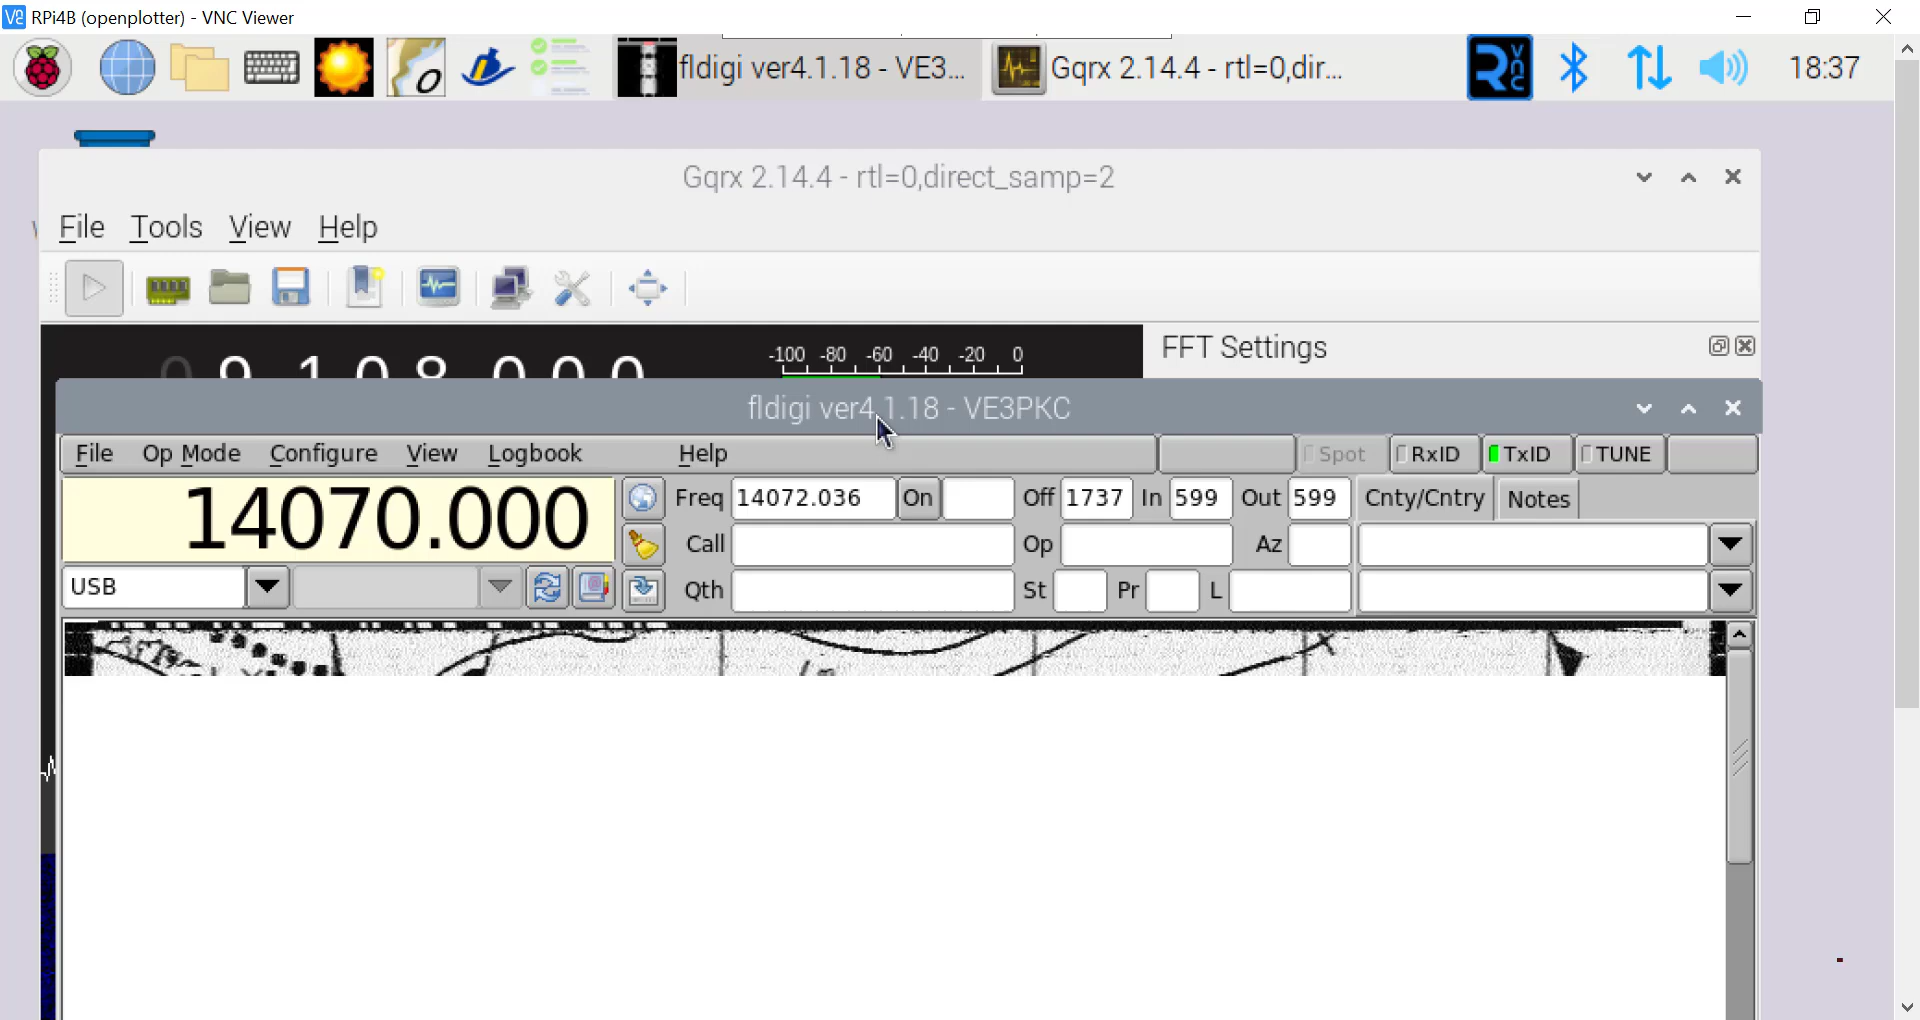 RPi4B (openplotter) - VNC Viewer
fldigi ver4.1.18 - VE3... Gqrx 2.14.4 - rtl=0,dir... 18:37
Gqrx 2.14.4 - rtl=0,direct_samp=2
File Tools View Help
-100 -80 -60 -40 -20 0
FFT Settings
fldigi ver4.1.18 - VE3PKC
File Op Mode Configure View Logbook Help Spot RxID TxID TUNE
14070.000
Freq 14072.036 On Off 1737 In 599 Out 599 Cnty/Cntry Notes
Call Op Az
USB
Qth St Pr L